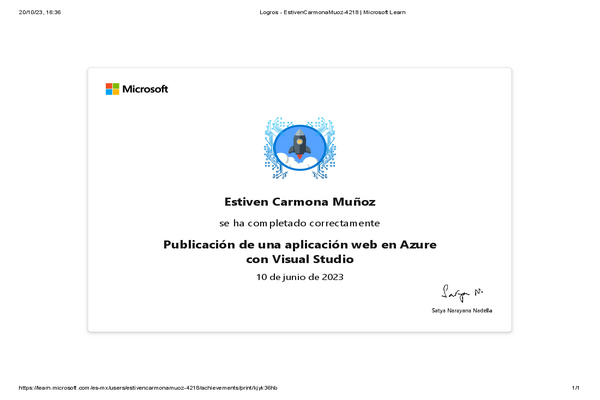 20/10/23, 16:36 Logros - EstivenCarmonaMuoz-4218 | Microsoft Learn
Microsoft
Estiven Carmona Muñoz
se ha completado correctamente
Publicación de una aplicación web en Azure
con Visual Studio
10 de junio de 2023
Satya N.
Satya Narayana Nadella
https://learn.microsoft.com/es-mx/users/estivencarmonamuoz-4218/achievements/print/kjyk36hb 1/1